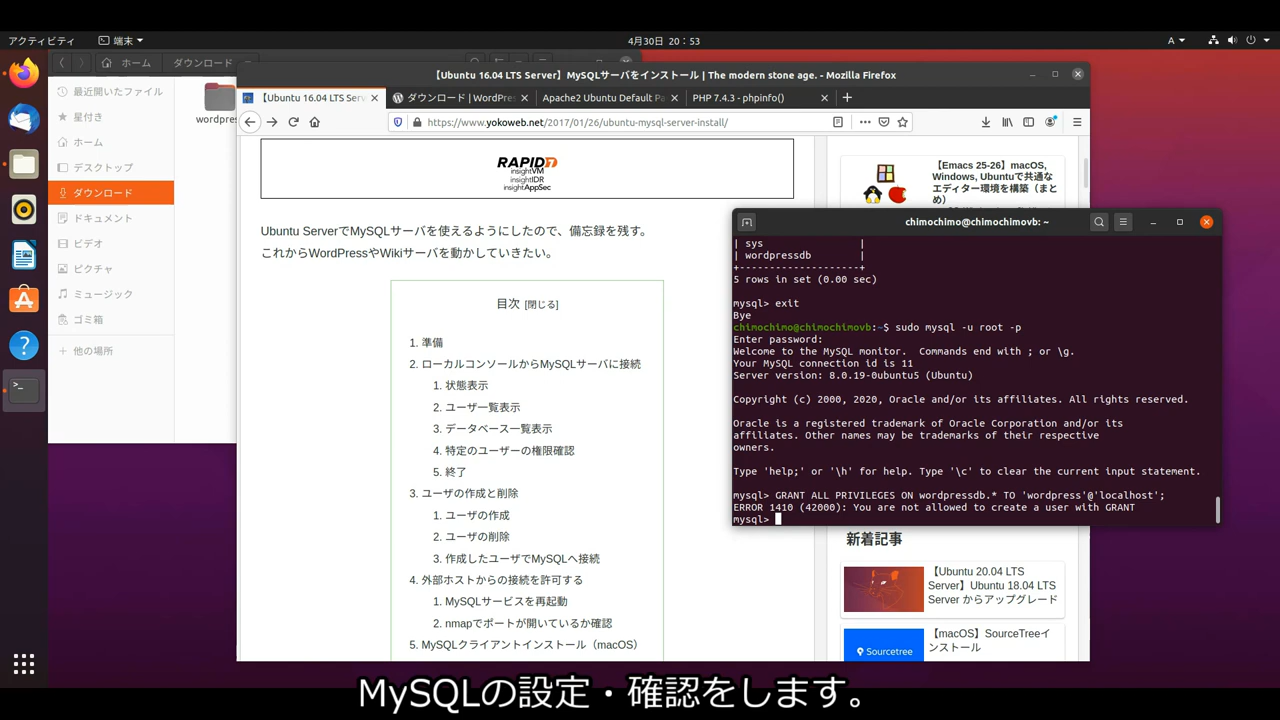 アクティビティ
端末
4月30日 20：53
A
ホーム
ダウンロード
最近開いたファイル
星付き
ホーム
デスクトップ
ダウンロード
ドキュメント
ビデオ
ピクチャ
ミュージック
ゴミ箱
他の場所
wordpres
【Ubuntu 16.04 LTS Server】MySQLサーバをインストール | The modern stone age. - Mozilla Firefox
【Ubuntu 16.04 LTS Serv
ダウンロード | WordPres
Apache2 Ubuntu Default Pa
PHP 7.4.3 - phpinfo()
https://www.yokoweb.net/2017/01/26/ubuntu-mysql-server-install/
RAPID7
insightVM
insightIDR
insightAppSec
Ubuntu ServerでMySQLサーバを使えるようにしたので、備忘録を残す。
これからWordPressやWikiサーバを動かしていきたい。
目次 [閉じる]
1. 準備
2. ローカルコンソールからMySQLサーバに接続
1. 状態表示
2. ユーザ一覧表示
3. データベース一覧表示
4. 特定のユーザーの権限確認
5. 終了
3. ユーザの作成と削除
1. ユーザの作成
2. ユーザの削除
3. 作成したユーザでMySQLへ接続
4. 外部ホストからの接続を許可する
1. MySQLサービスを再起動
2. nmapでポートが開いているか確認
5. MySQLクライアントインストール（macOS）
【Emacs 25-26】macOS,
Windows, Ubuntuで共通な
エディター環境を構築（まと
め）
chimochimo@chimochimovb: ~
| sys |
| wordpressdb |
+--------------------+
5 rows in set (0.00 sec)
mysql> exit
Bye
chimochimo@chimochimovb:~$ sudo mysql -u root -p
Enter password:
Welcome to the MySQL monitor.  Commands end with ; or \g.
Your MySQL connection id is 11
Server version: 8.0.19-0ubuntu5 (Ubuntu)
Copyright (c) 2000, 2020, Oracle and/or its affiliates. All rights reserved.
Oracle is a registered trademark of Oracle Corporation and/or its
affiliates. Other names may be trademarks of their respective
owners.
Type 'help;' or '\h' for help. Type '\c' to clear the current input statement.
mysql> GRANT ALL PRIVILEGES ON wordpressdb.* TO 'wordpress'@'localhost';
ERROR 1410 (42000): You are not allowed to create a user with GRANT
mysql>
新着記事
【Ubuntu 20.04 LTS
Server】Ubuntu 18.04 LTS
Server からアップグレード
【macOS】SourceTreeイ
ンストール
Sourcetree
MySQLの設定・確認をします。